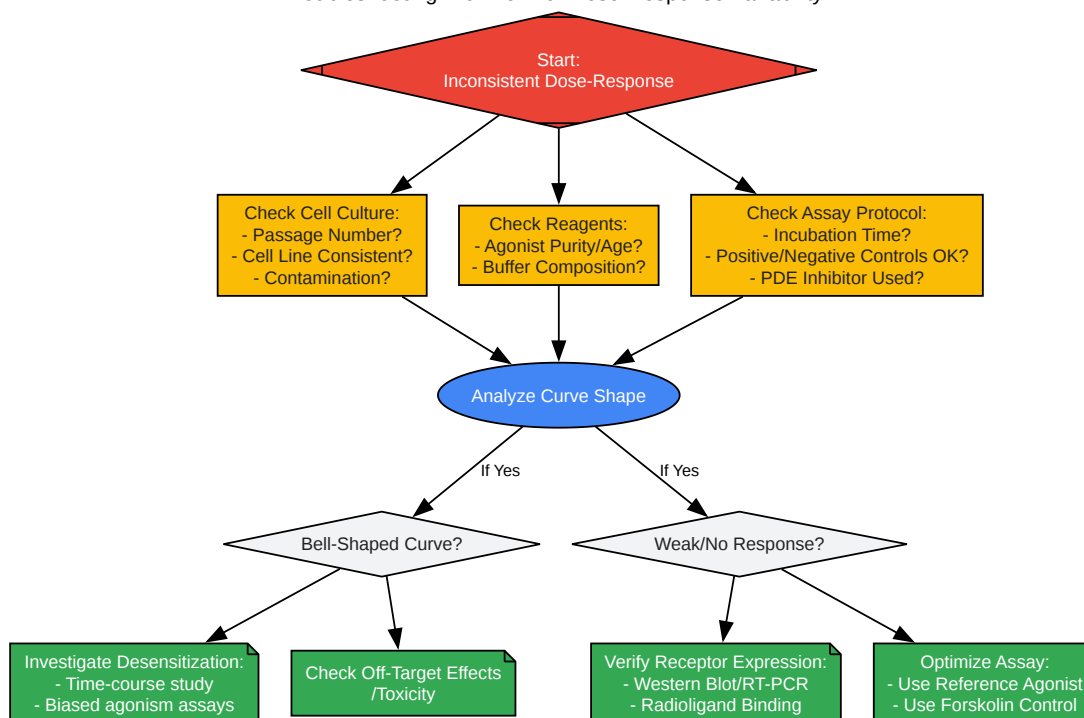 Start:
Inconsistent Dose-Response
Check Cell Culture:
- Passage Number?
- Cell Line Consistent?
- Contamination?
Check Reagents:
- Agonist Purity/Age?
- Buffer Composition?
Check Assay Protocol:
- Incubation Time?
- Positive/Negative Controls OK?
- PDE Inhibitor Used?
Analyze Curve Shape
If Yes
If Yes
Bell-Shaped Curve?
Weak/No Response?
Investigate Desensitization:
- Time-course study
- Biased agonism assays
Check Off-Target Effects
/Toxicity
Verify Receptor Expression:
- Western Blot/RT-PCR
- Radioligand Binding
Optimize Assay:
- Use Reference Agonist
- Use Forskolin Control